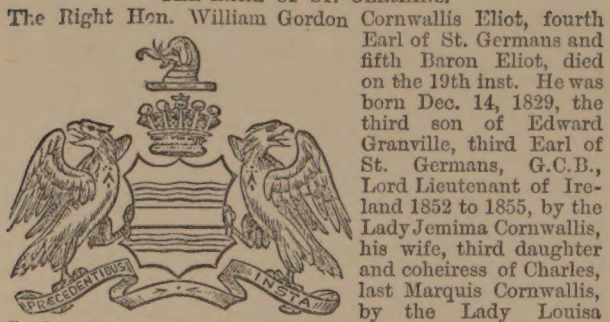 The Right Hon. William Gordon Cornwallis Eliot, fourth
Earl of St. Germans and
fifth Baron Eliot, died
on the 19th inst. He was
born Dec. 14, 1829, the
third son of Edward
Granville, third Earl of
St. Germans, G.C.B.,
Lord Lieutenant of Ire-
land 1852 to 1855, by the
Lady Jemima Cornwallis,
his wife, third daughter
and coheiress of Charles,
last Marquis Cornwallis,
by the Lady Louisa
PRÆCEDENTIBUS INSTA